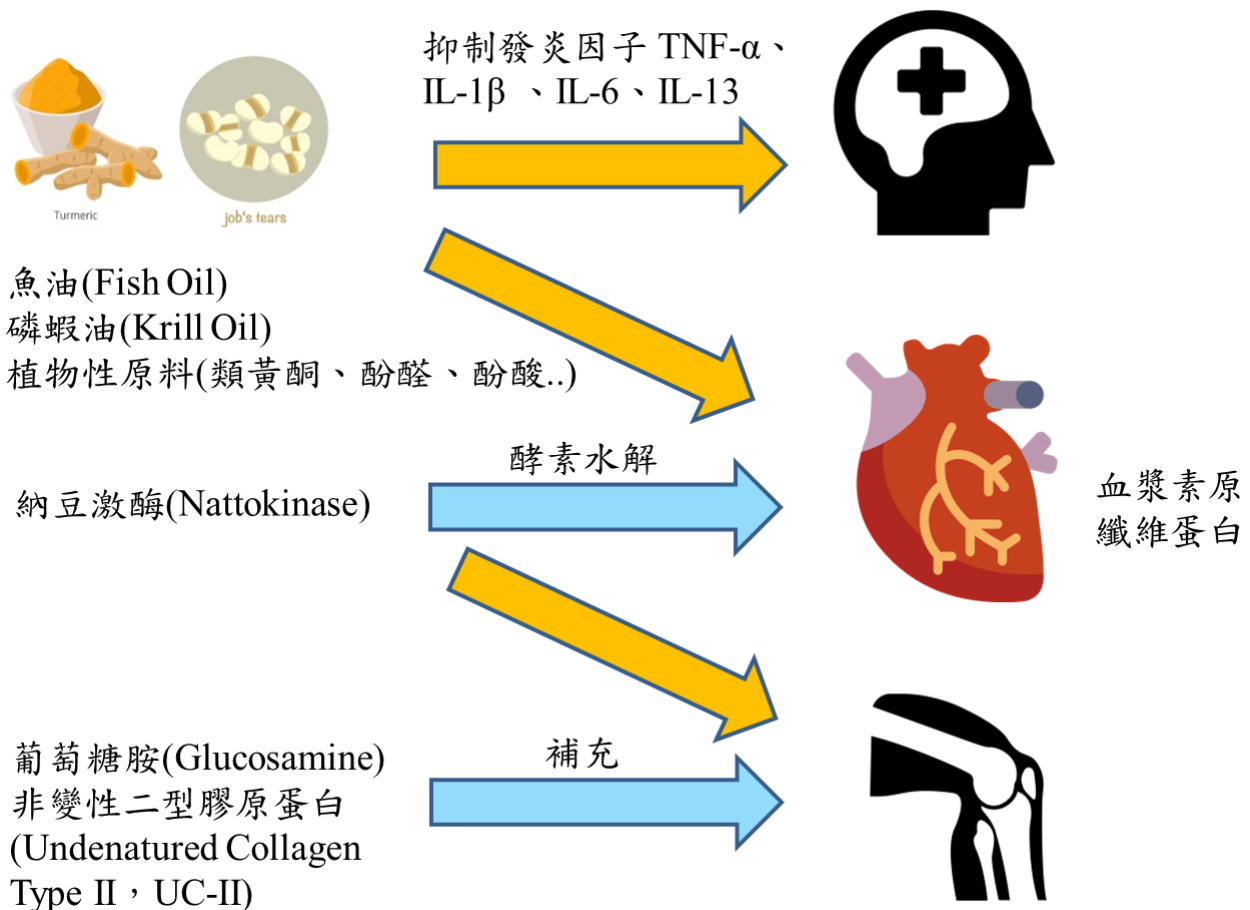 抑制發炎因子 TNF-α、
IL-1β 、IL-6、IL-13
Turmeric
job's tears
魚油(Fish Oil)
磷蝦油(Krill Oil)
植物性原料(類黃酮、酚醛、酚酸..)
酵素水解
納豆激酶(Nattokinase)
血漿素原
纖維蛋白
補充
葡萄糖胺(Glucosamine)
非變性二型膠原蛋白
(Undenatured Collagen
Type II，UC-II)